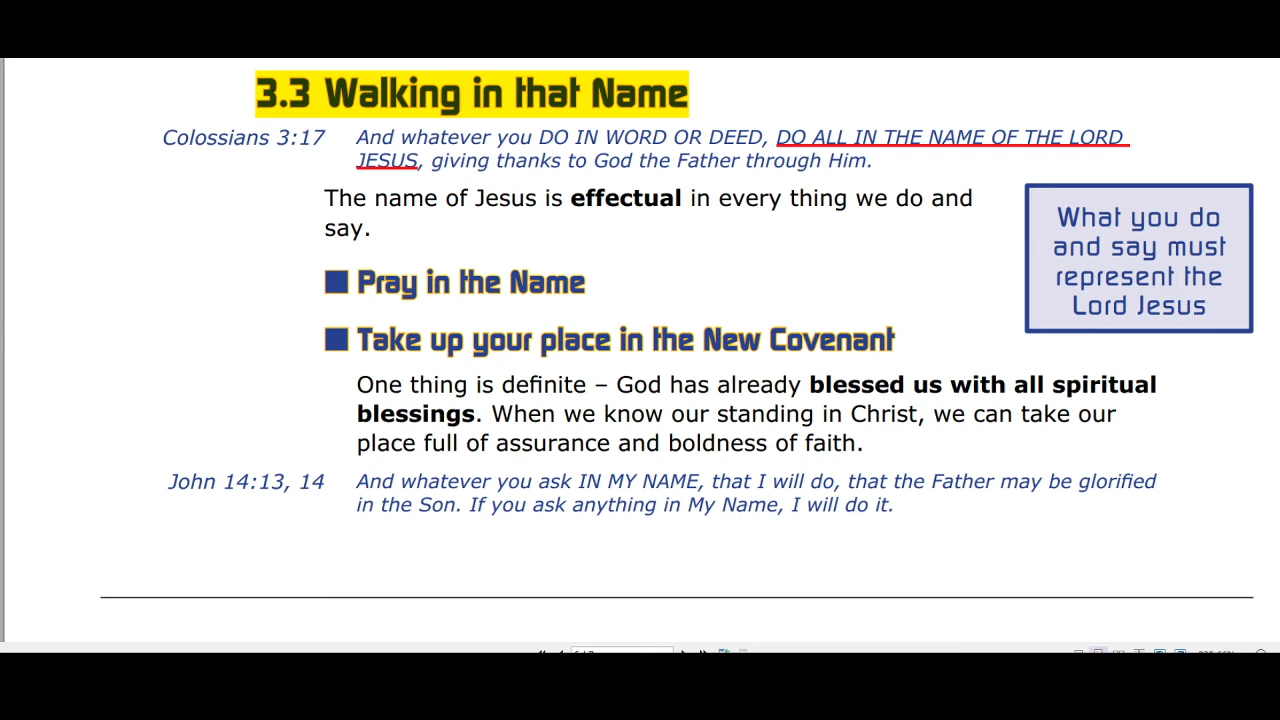 3.3 Walking in that Name
Colossians 3:17 And whatever you DO IN WORD OR DEED, DO ALL IN THE NAME OF THE LORD
JESUS, giving thanks to God the Father through Him.
The name of Jesus is effectual in every thing we do and
say.
What you do
and say must
represent the
Lord Jesus
Pray in the Name
Take up your place in the New Covenant
One thing is definite – God has already blessed us with all spiritual
blessings. When we know our standing in Christ, we can take our
place full of assurance and boldness of faith.
John 14:13, 14 And whatever you ask IN MY NAME, that I will do, that the Father may be glorified
in the Son. If you ask anything in My Name, I will do it.